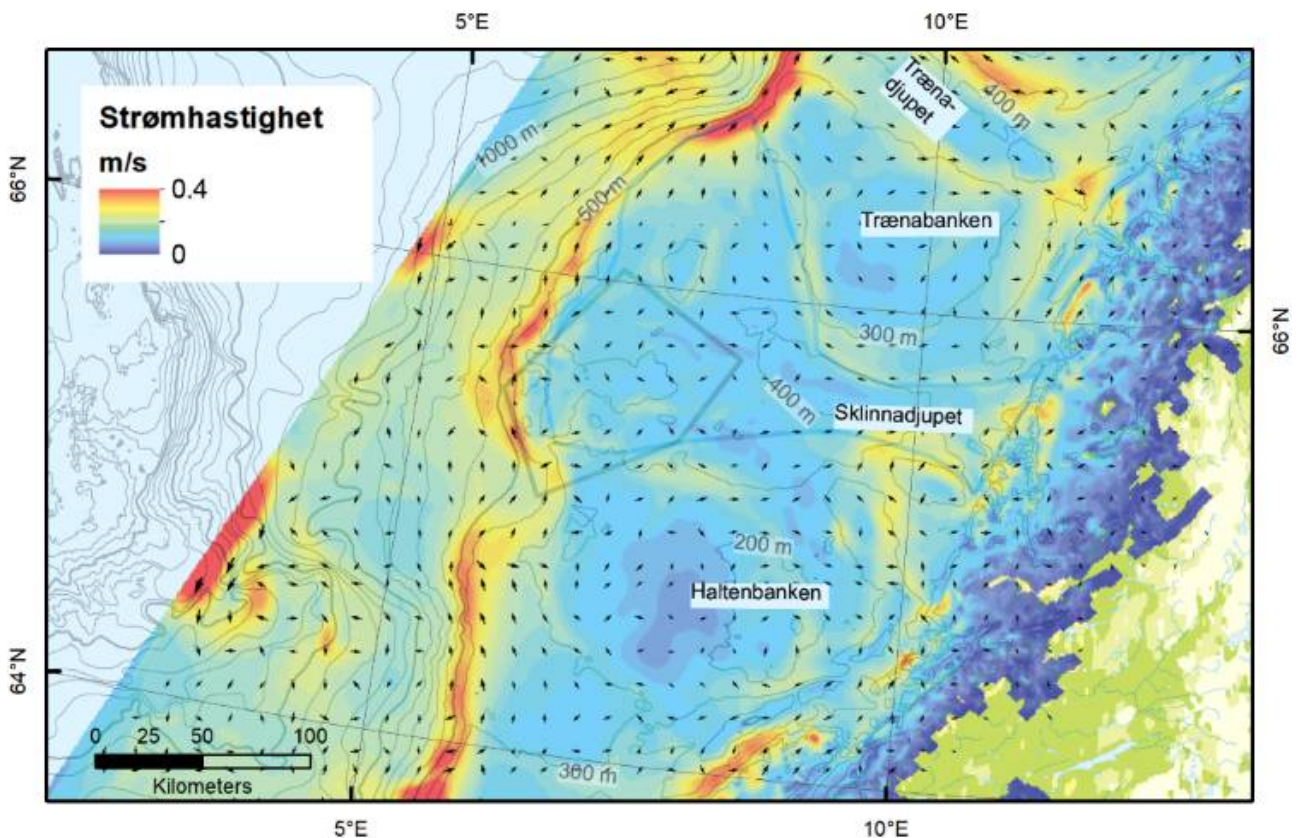 5°E
10°E
Træna-
djupet
400 m
Strømhastighet
m/s
0.4
0
1000 m
500 m
66°N
Trænabanken
300 m
66°N
400 m
Sklinnadjupet
200 m
Haltenbanken
64°N
0 25 50 100
Kilometers
300 m
5°E
10°E